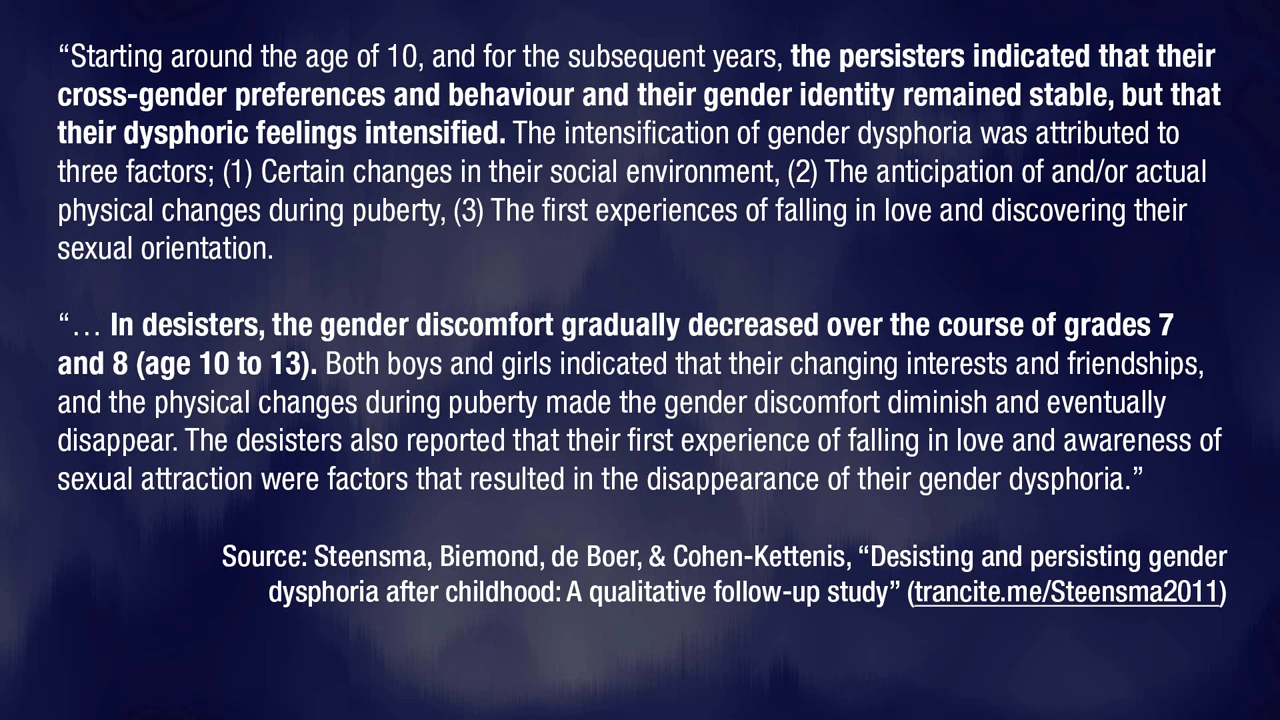 “Starting around the age of 10, and for the subsequent years, the persisters indicated that their
cross-gender preferences and behaviour and their gender identity remained stable, but that
their dysphoric feelings intensified. The intensification of gender dysphoria was attributed to
three factors; (1) Certain changes in their social environment, (2) The anticipation of and/or actual
physical changes during puberty, (3) The first experiences of falling in love and discovering their
sexual orientation.
“… In desisters, the gender discomfort gradually decreased over the course of grades 7
and 8 (age 10 to 13). Both boys and girls indicated that their changing interests and friendships,
and the physical changes during puberty made the gender discomfort diminish and eventually
disappear. The desisters also reported that their first experience of falling in love and awareness of
sexual attraction were factors that resulted in the disappearance of their gender dysphoria.”
Source: Steensma, Biemond, de Boer, & Cohen-Kettenis, “Desisting and persisting gender
dysphoria after childhood: A qualitative follow-up study” (trancite.me/Steensma2011)